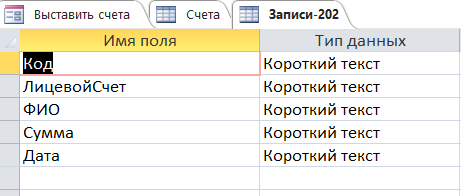 Выставить счета Счета Записи-202
Имя поля Тип данных
Код Короткий текст
ЛицевойСчет Короткий текст
ФИО Короткий текст
Сумма Короткий текст
Дата Короткий текст